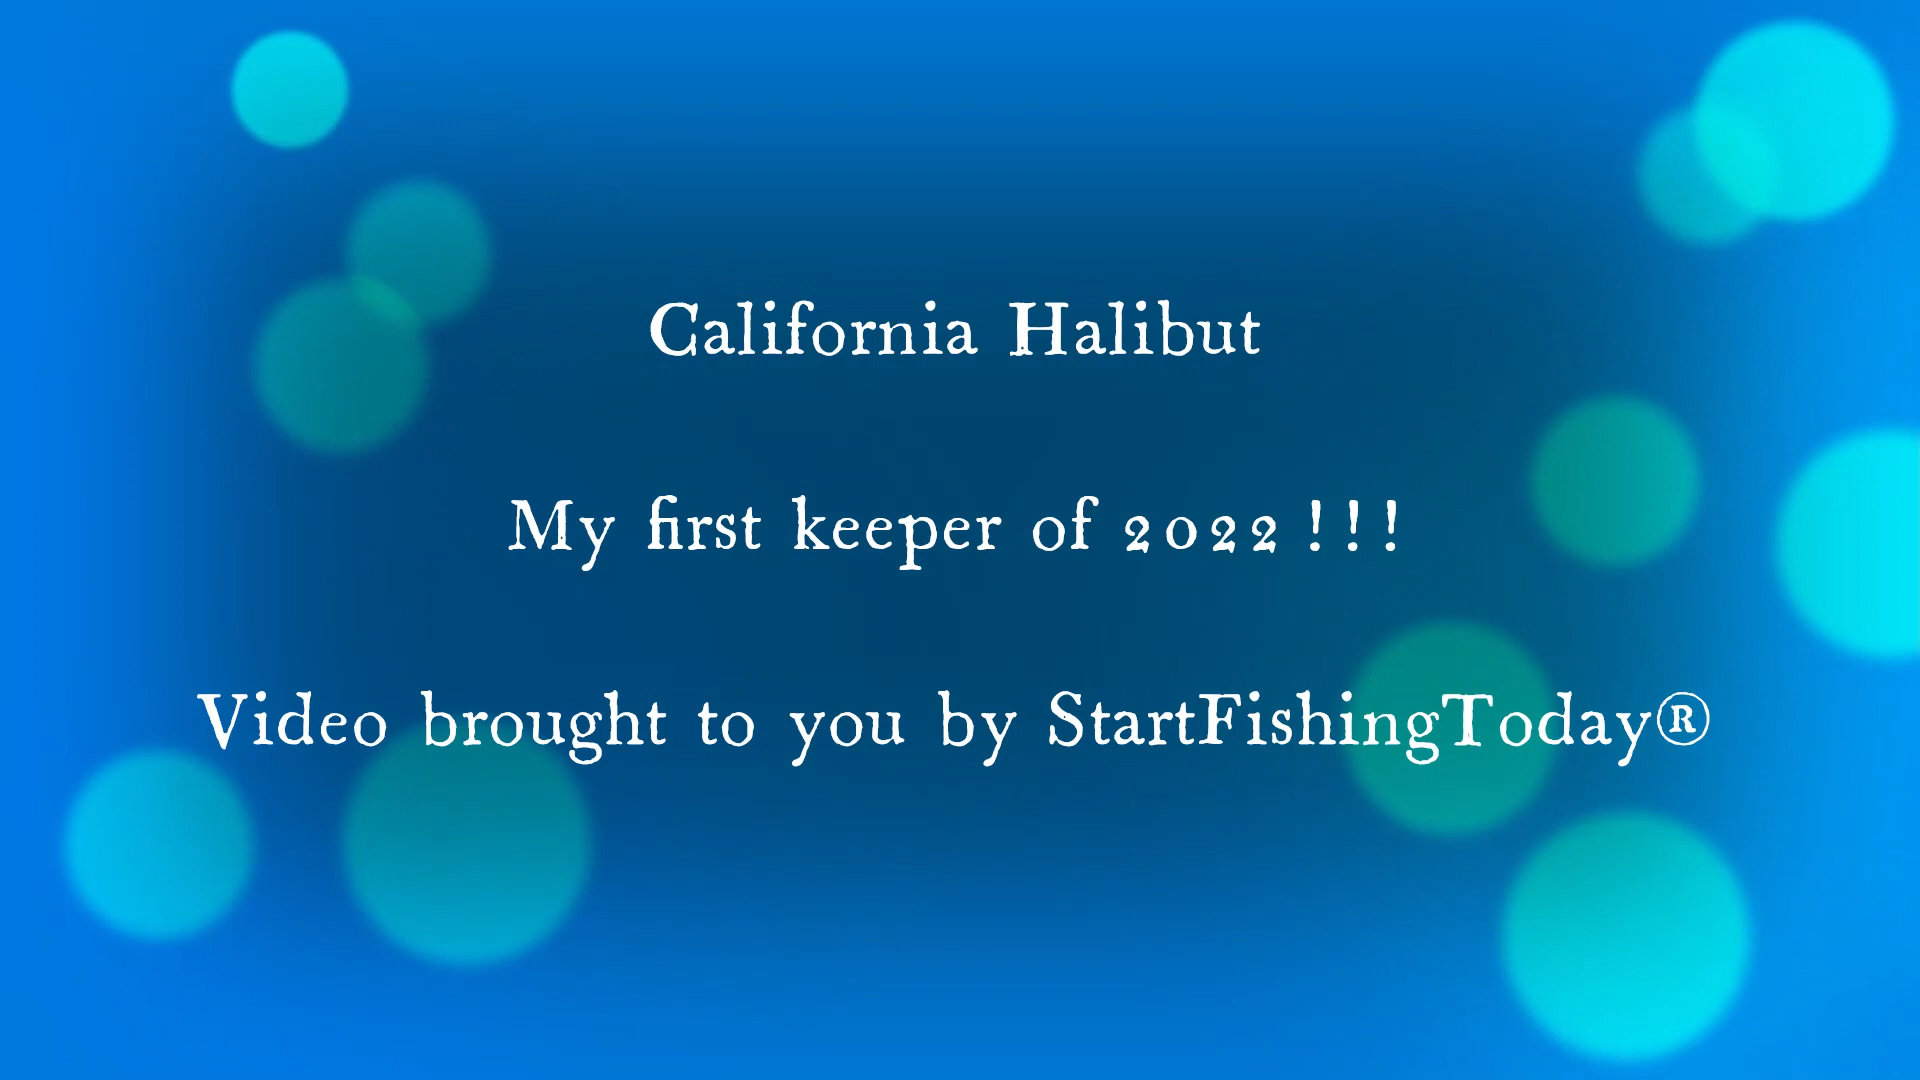 California Halibut
My first keeper of 2022 ! ! !
Video brought to you by StartFishingToday®